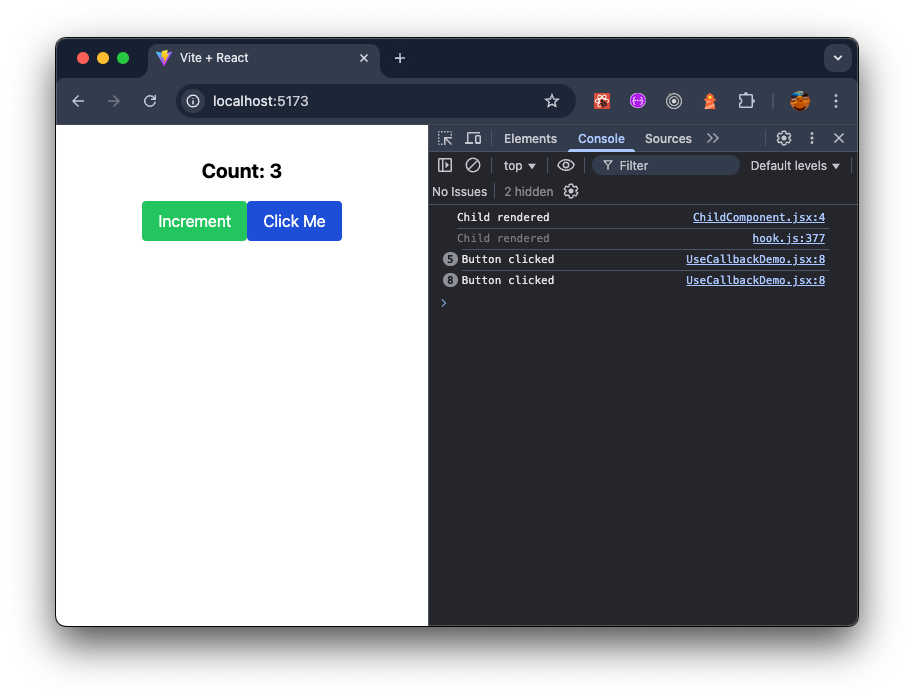 Vite + React
localhost:5173
Count: 3
Increment Click Me
Elements Console Sources
top Filter Default levels
No Issues 2 hidden
Child rendered ChildComponent.jsx:4
Child rendered hook.js:377
5 Button clicked UseCallbackDemo.jsx:8
8 Button clicked UseCallbackDemo.jsx:8